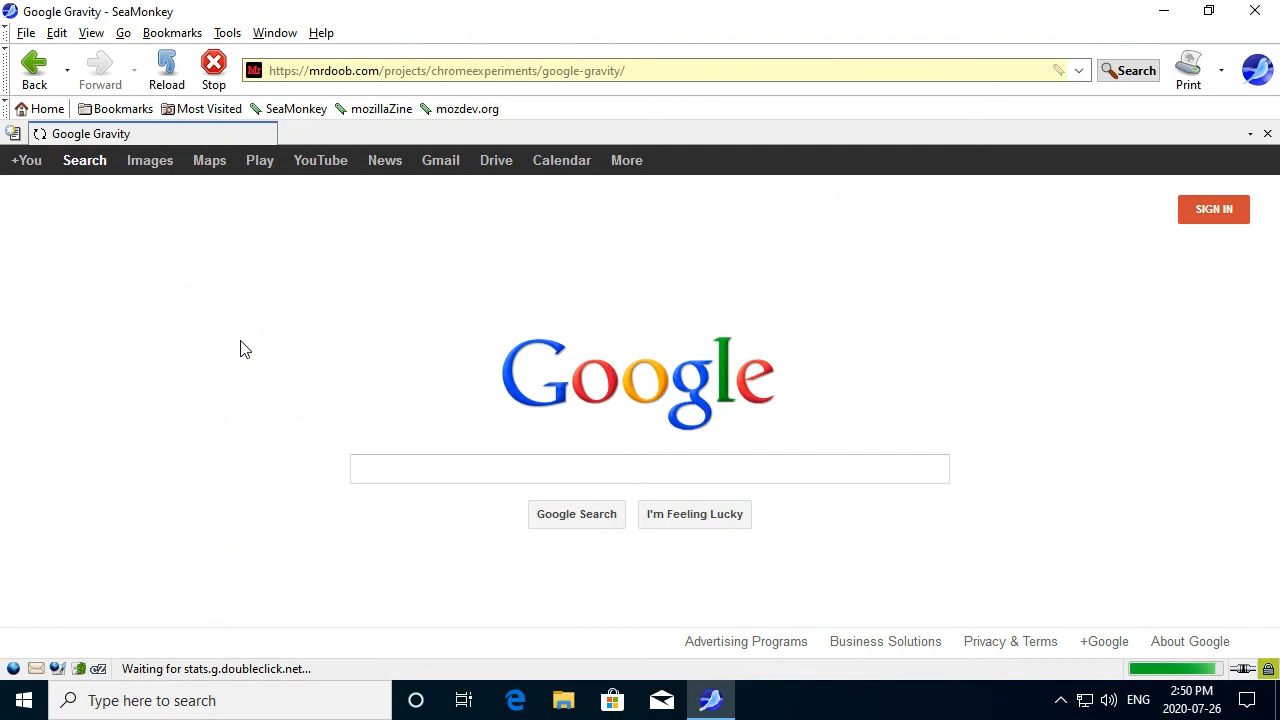 Google Gravity - SeaMonkey
File Edit View Go Bookmarks Tools Window Help
Back Forward Reload Stop https://mrdoob.com/projects/chromeexperiments/google-gravity/ Search Print
Home Bookmarks Most Visited SeaMonkey mozillaZine mozdev.org
Google Gravity
+You Search Images Maps Play YouTube News Gmail Drive Calendar More
SIGN IN
Google
Google Search I'm Feeling Lucky
Advertising Programs Business Solutions Privacy & Terms +Google About Google
Waiting for stats.g.doubleclick.net...
Type here to search
ENG
2:50 PM
2020-07-26